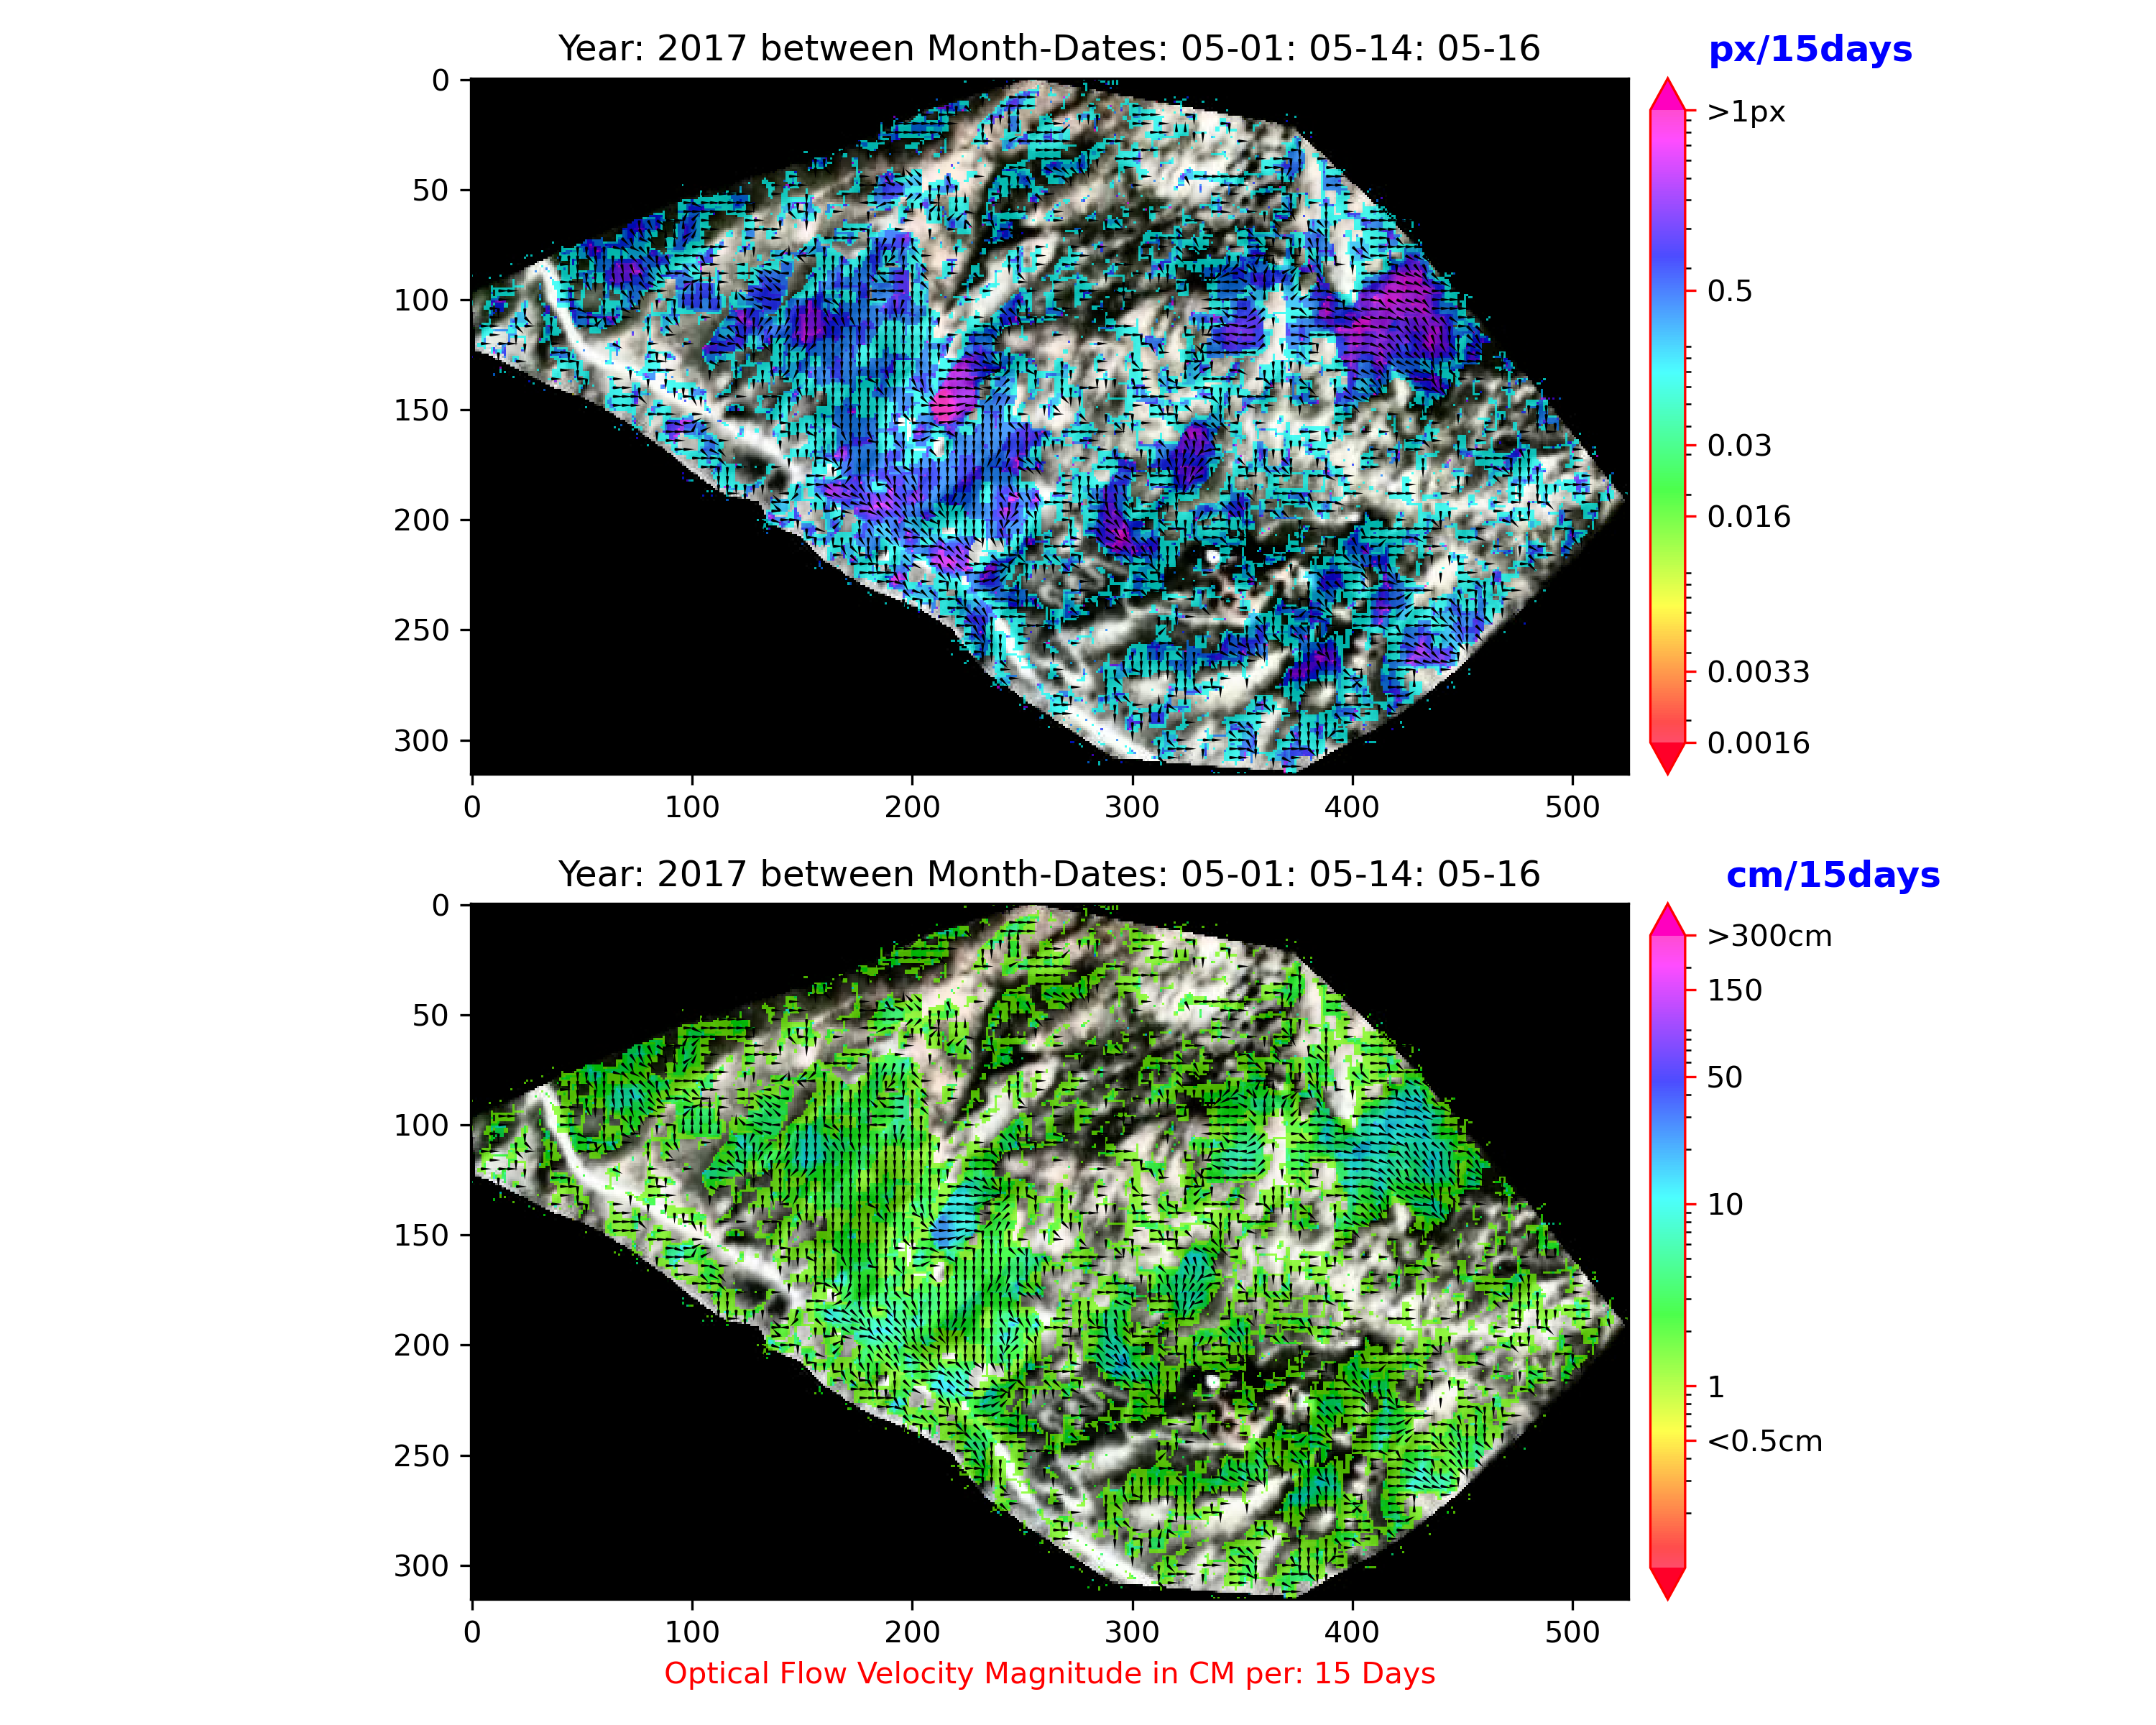 Year: 2017 between Month-Dates: 05-01: 05-14: 05-16
px/15days
0
50
100
150
200
250
300
0 100 200 300 400 500
>1px
0.5
0.03
0.016
0.0033
0.0016
Year: 2017 between Month-Dates: 05-01: 05-14: 05-16
cm/15days
0
50
100
150
200
250
300
0 100 200 300 400 500
>300cm
150
50
10
1
<0.5cm
Optical Flow Velocity Magnitude in CM per: 15 Days